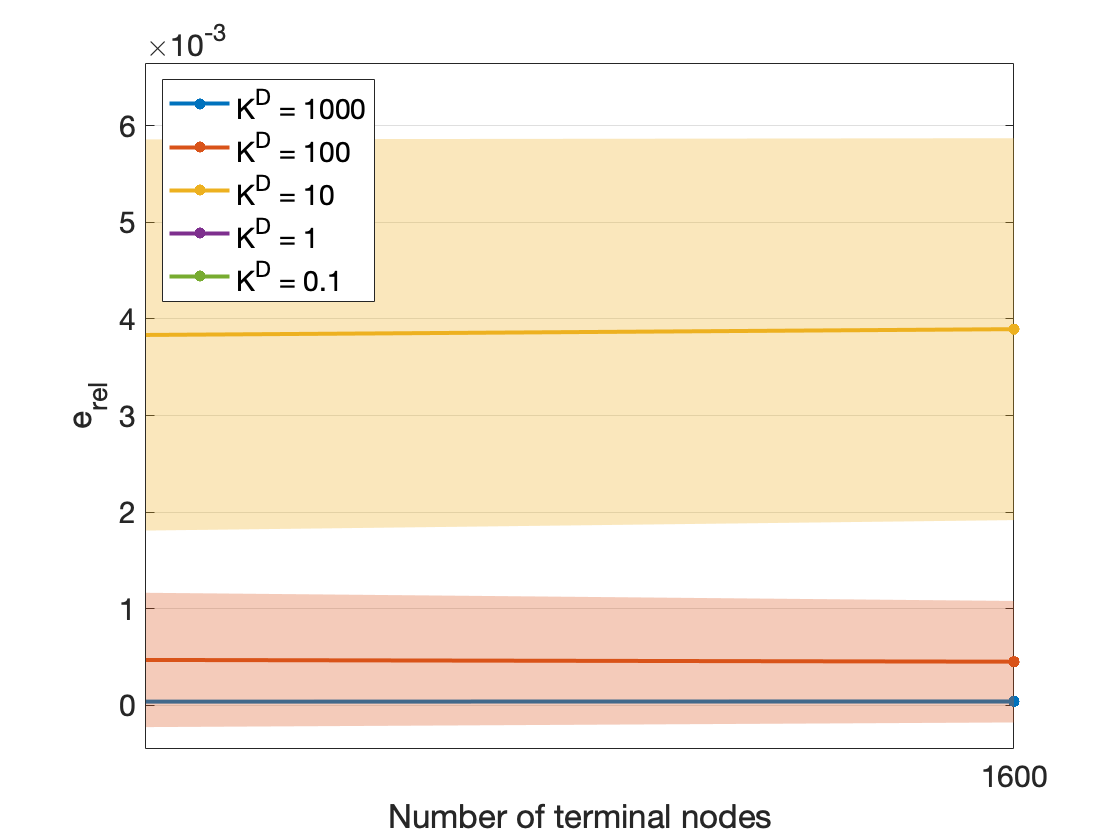 ×10⁻³
K^D = 1000
K^D = 100
K^D = 10
K^D = 1
K^D = 0.1
6
5
4
3
2
1
0
e_rel
1600
Number of terminal nodes